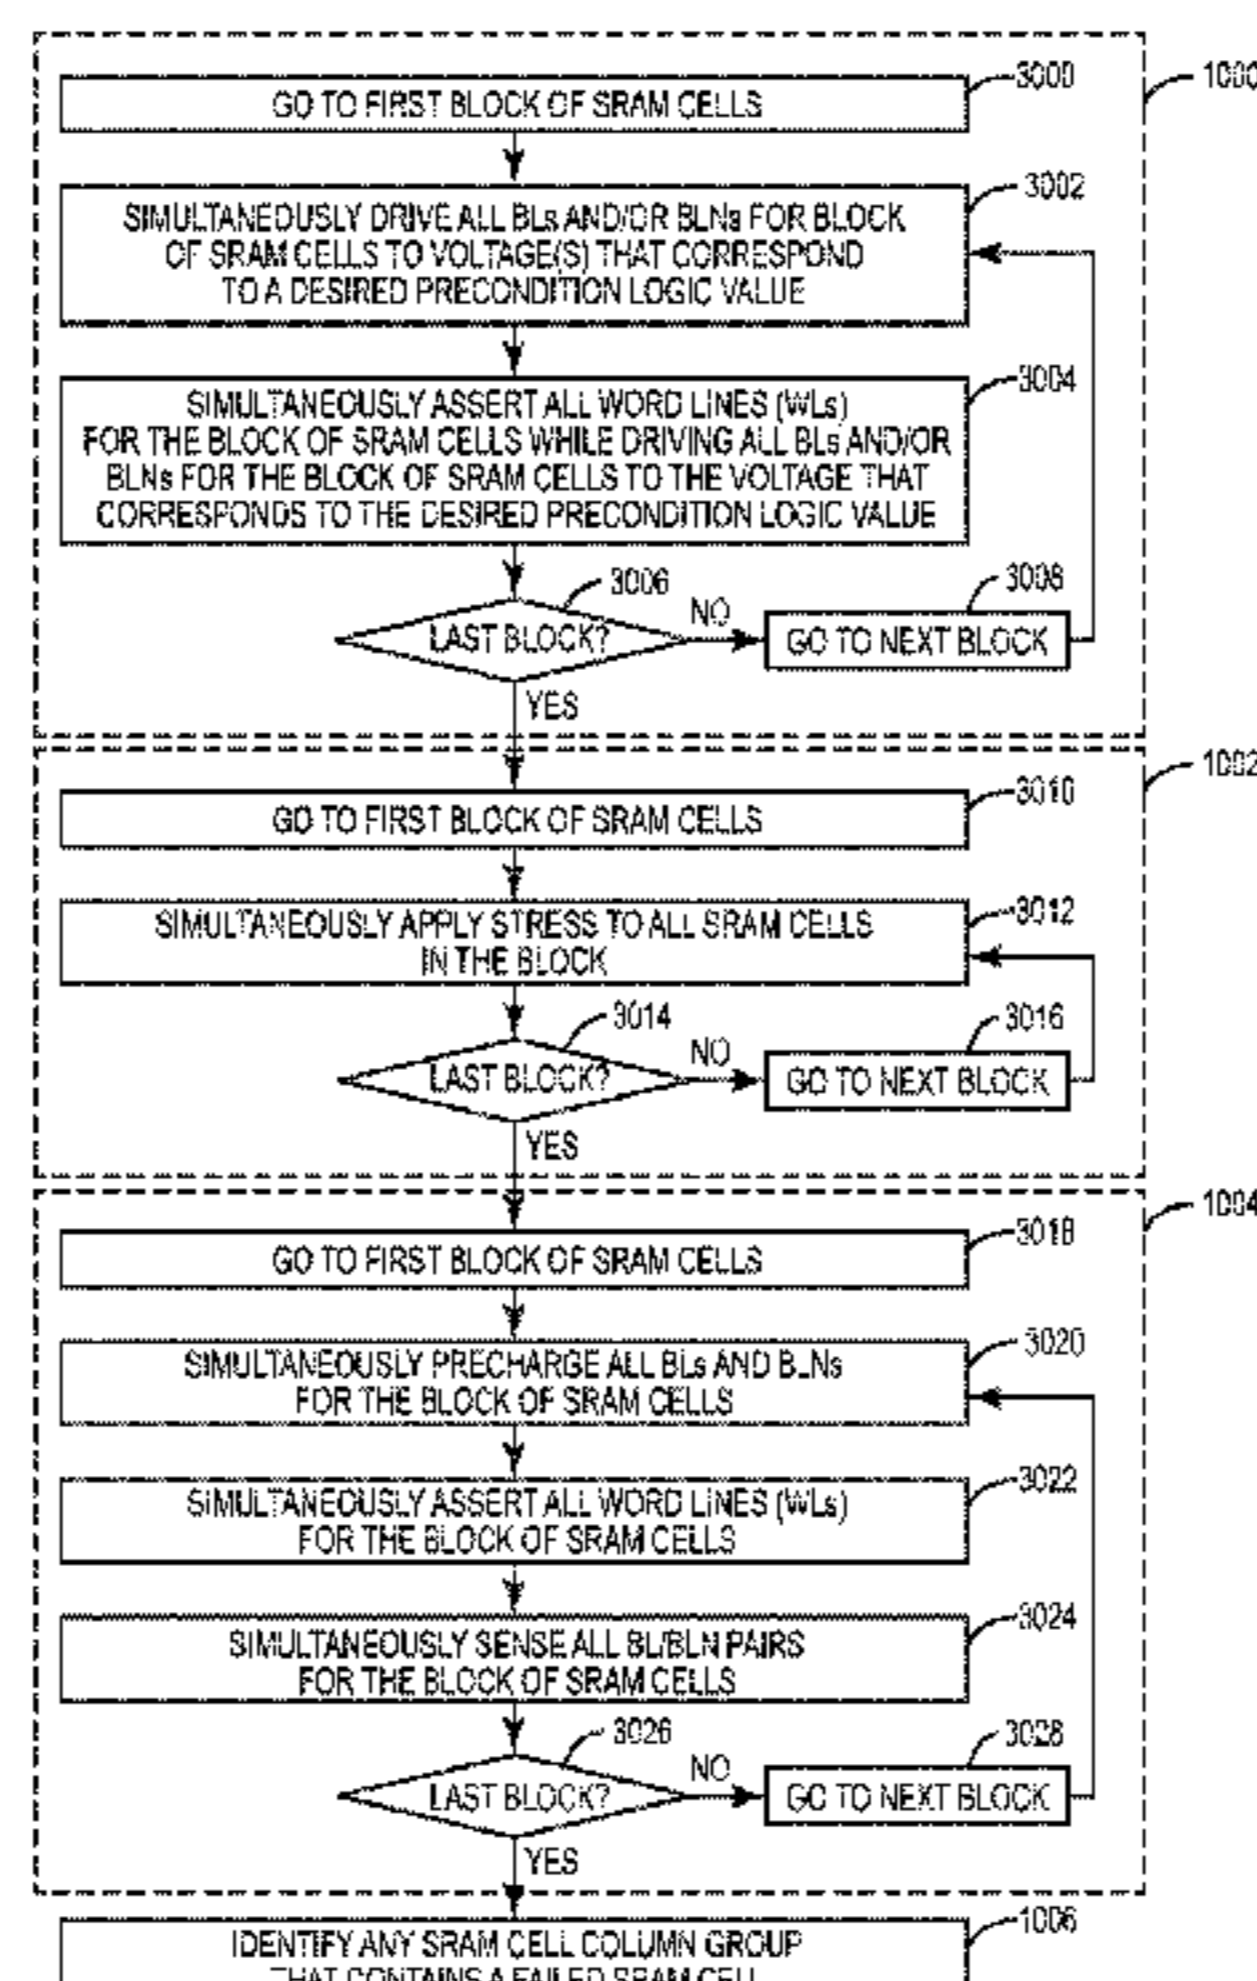 3000
1000
GO TO FIRST BLOCK OF SRAM CELLS
3002
SIMULTANEOUSLY DRIVE ALL BLs AND/OR BLNs FOR BLOCK
OF SRAM CELLS TO VOLTAGE(S) THAT CORRESPOND
TO A DESIRED PRECONDITION LOGIC VALUE
3004
SIMULTANEOUSLY ASSERT ALL WORD LINES (WLs)
FOR THE BLOCK OF SRAM CELLS WHILE DRIVING ALL BLs AND/OR
BLNs FOR THE BLOCK OF SRAM CELLS TO THE VOLTAGE THAT
CORRESPONDS TO THE DESIRED PRECONDITION LOGIC VALUE
3006
3008
LAST BLOCK?
NO
GO TO NEXT BLOCK
YES
1002
3010
GO TO FIRST BLOCK OF SRAM CELLS
3012
SIMULTANEOUSLY APPLY STRESS TO ALL SRAM CELLS
IN THE BLOCK
3014
3016
LAST BLOCK?
NO
GO TO NEXT BLOCK
YES
1004
3018
GO TO FIRST BLOCK OF SRAM CELLS
3020
SIMULTANEOUSLY PRECHARGE ALL BLs AND BLNs
FOR THE BLOCK OF SRAM CELLS
3022
SIMULTANEOUSLY ASSERT ALL WORD LINES (WLs)
FOR THE BLOCK OF SRAM CELLS
3024
SIMULTANEOUSLY SENSE ALL BL/BLN PAIRS
FOR THE BLOCK OF SRAM CELLS
3026
3028
LAST BLOCK?
NO
GO TO NEXT BLOCK
YES
1006
IDENTIFY ANY SRAM CELL COLUMN GROUP
THAT CONTAINS A FAILED SRAM CELL